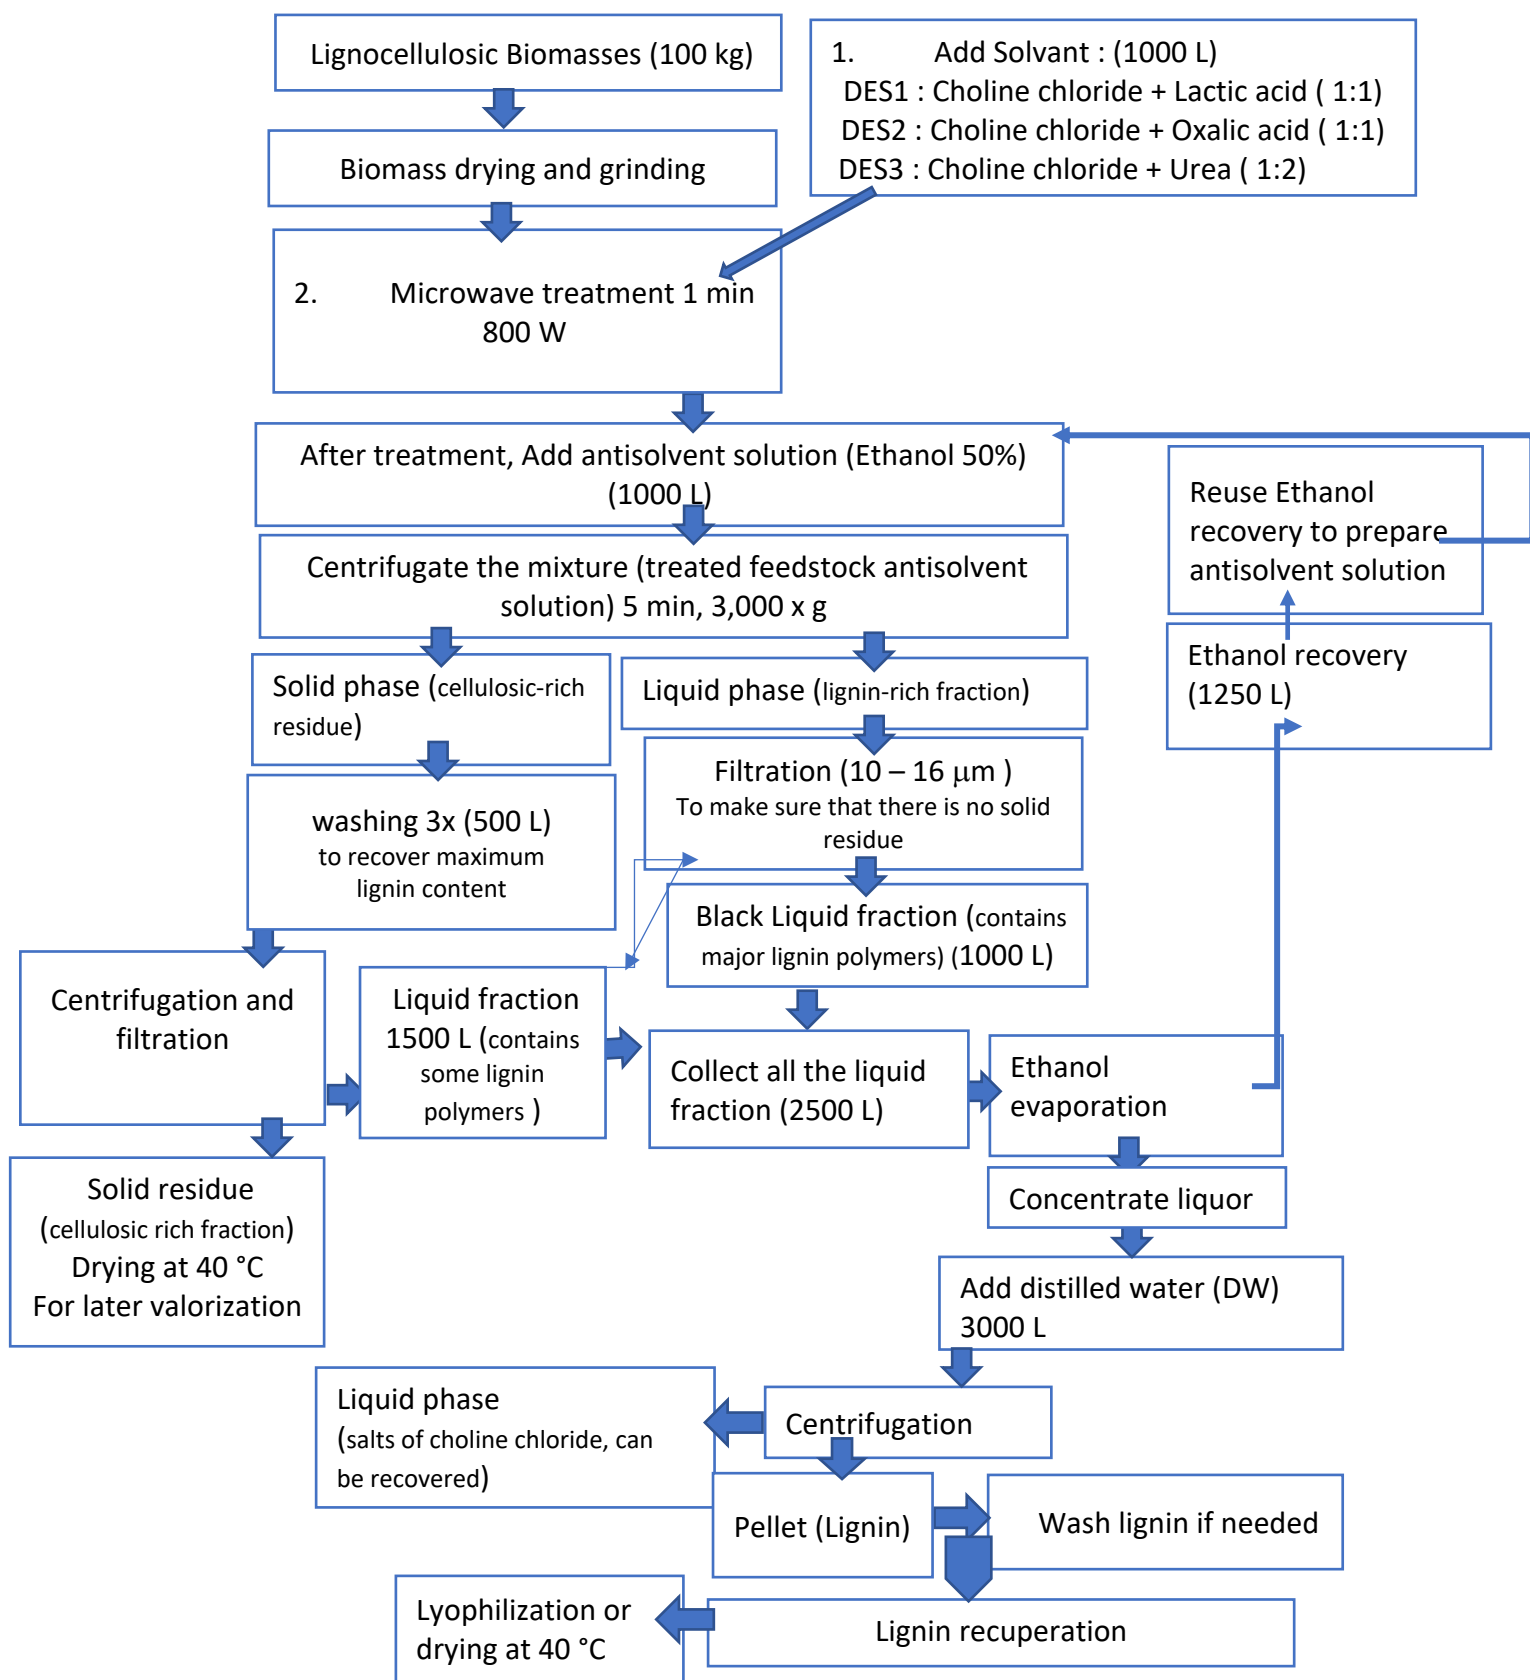 Lignocellulosic Biomasses (100 kg)
1. Add Solvant : (1000 L)
DES1 : Choline chloride + Lactic acid ( 1:1)
DES2 : Choline chloride + Oxalic acid ( 1:1)
DES3 : Choline chloride + Urea ( 1:2)
Biomass drying and grinding
2. Microwave treatment 1 min
800 W
After treatment, Add antisolvent solution (Ethanol 50%)
(1000 L)
Reuse Ethanol
recovery to prepare
antisolvent solution
Centrifugate the mixture (treated feedstock antisolvent
solution) 5 min, 3,000 x g
Ethanol recovery
(1250 L)
Solid phase (cellulosic-rich
residue)
Liquid phase (lignin-rich fraction)
Filtration (10 – 16 μm )
To make sure that there is no solid
residue
washing 3x (500 L)
to recover maximum
lignin content
Black Liquid fraction (contains
major lignin polymers) (1000 L)
Centrifugation and
filtration
Liquid fraction
1500 L (contains
some lignin
polymers )
Collect all the liquid
fraction (2500 L)
Ethanol
evaporation
Solid residue
(cellulosic rich fraction)
Drying at 40 °C
For later valorization
Concentrate liquor
Add distilled water (DW)
3000 L
Liquid phase
(salts of choline chloride, can
be recovered)
Centrifugation
Pellet (Lignin)
Wash lignin if needed
Lyophilization or
drying at 40 °C
Lignin recuperation